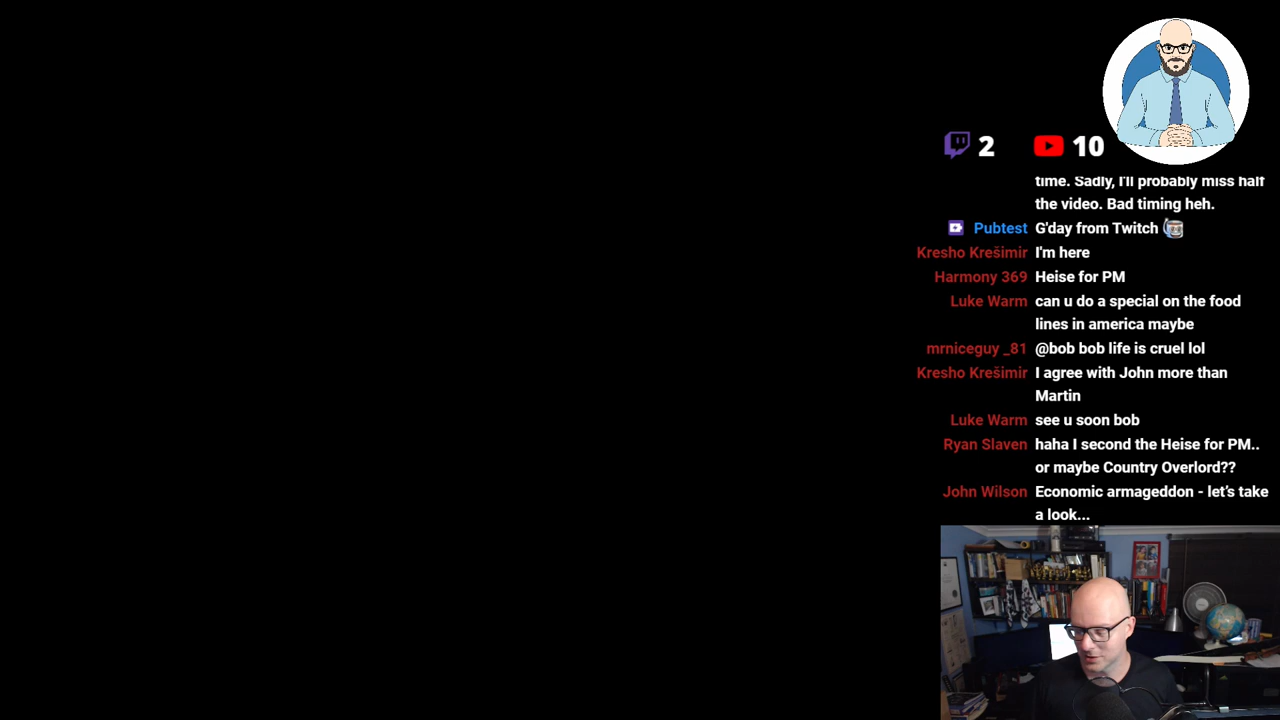 2 10
time. Sadly, I'll probably miss half
the video. Bad timing heh.
Pubtest G'day from Twitch
Kresho Krešimir I'm here
Harmony 369 Heise for PM
Luke Warm can u do a special on the food
lines in america maybe
mrniceguy _81 @bob bob life is cruel lol
Kresho Krešimir I agree with John more than
Martin
Luke Warm see u soon bob
Ryan Slaven haha I second the Heise for PM..
or maybe Country Overlord??
John Wilson Economic armageddon - let's take
a look...